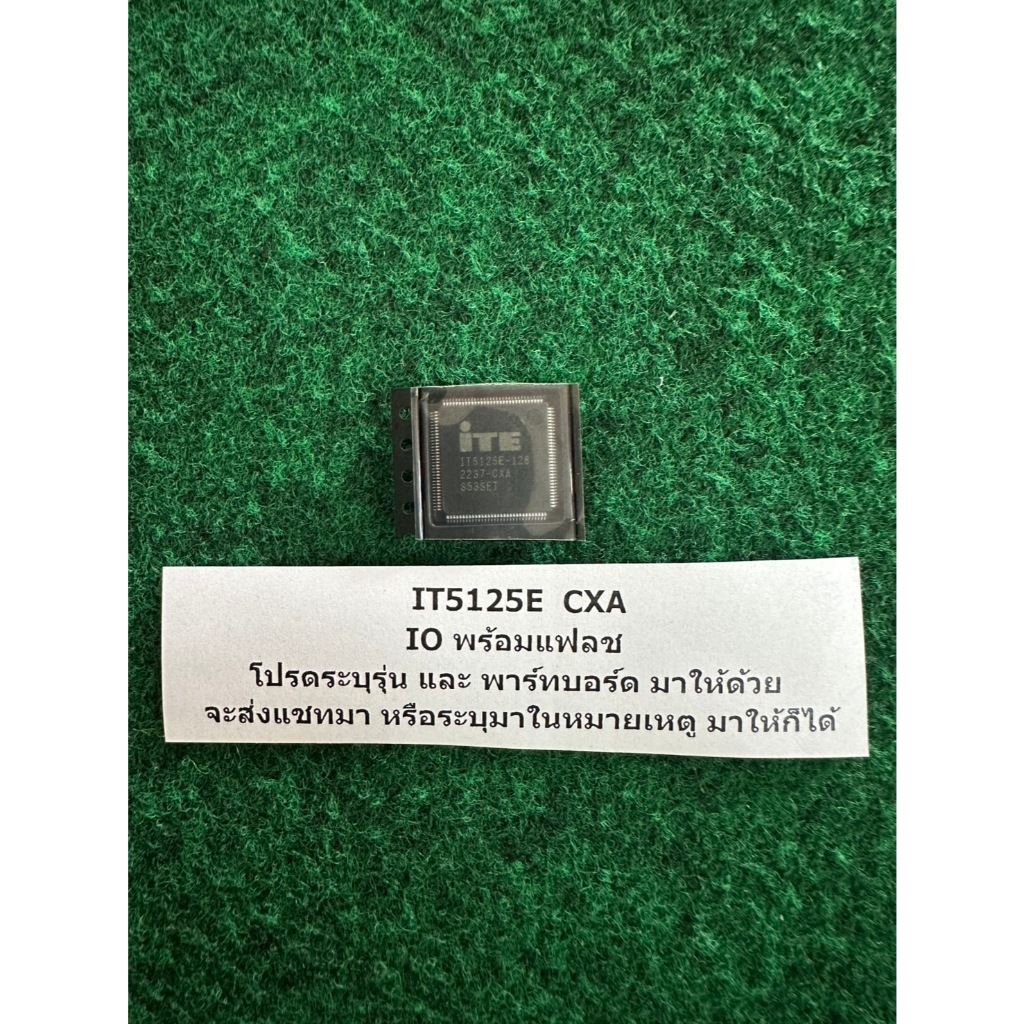 iTE
IT5125E-128
2237-CXA
S535ET
IT5125E CXA
IO พร้อมแฟลช
โปรดระบุรุ่น และ พาร์ทบอร์ด มาให้ด้วย
จะส่งแชทมา หรือระบุมาในหมายเหตุ มาให้ก็ได้